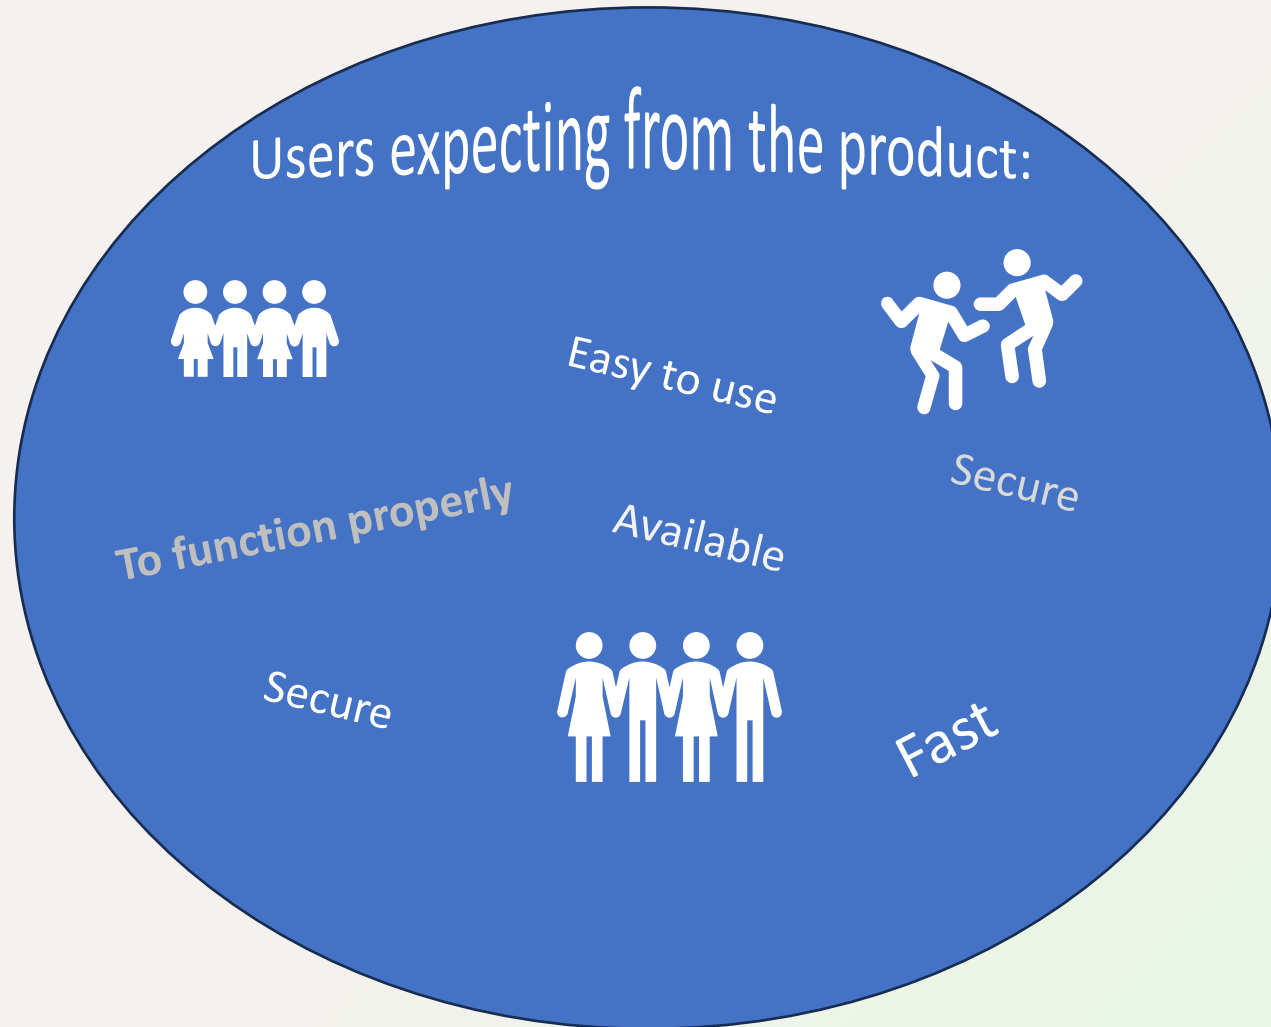 Users expecting from the product:
Easy to use
Secure
To function properly
Available
Secure
Fast